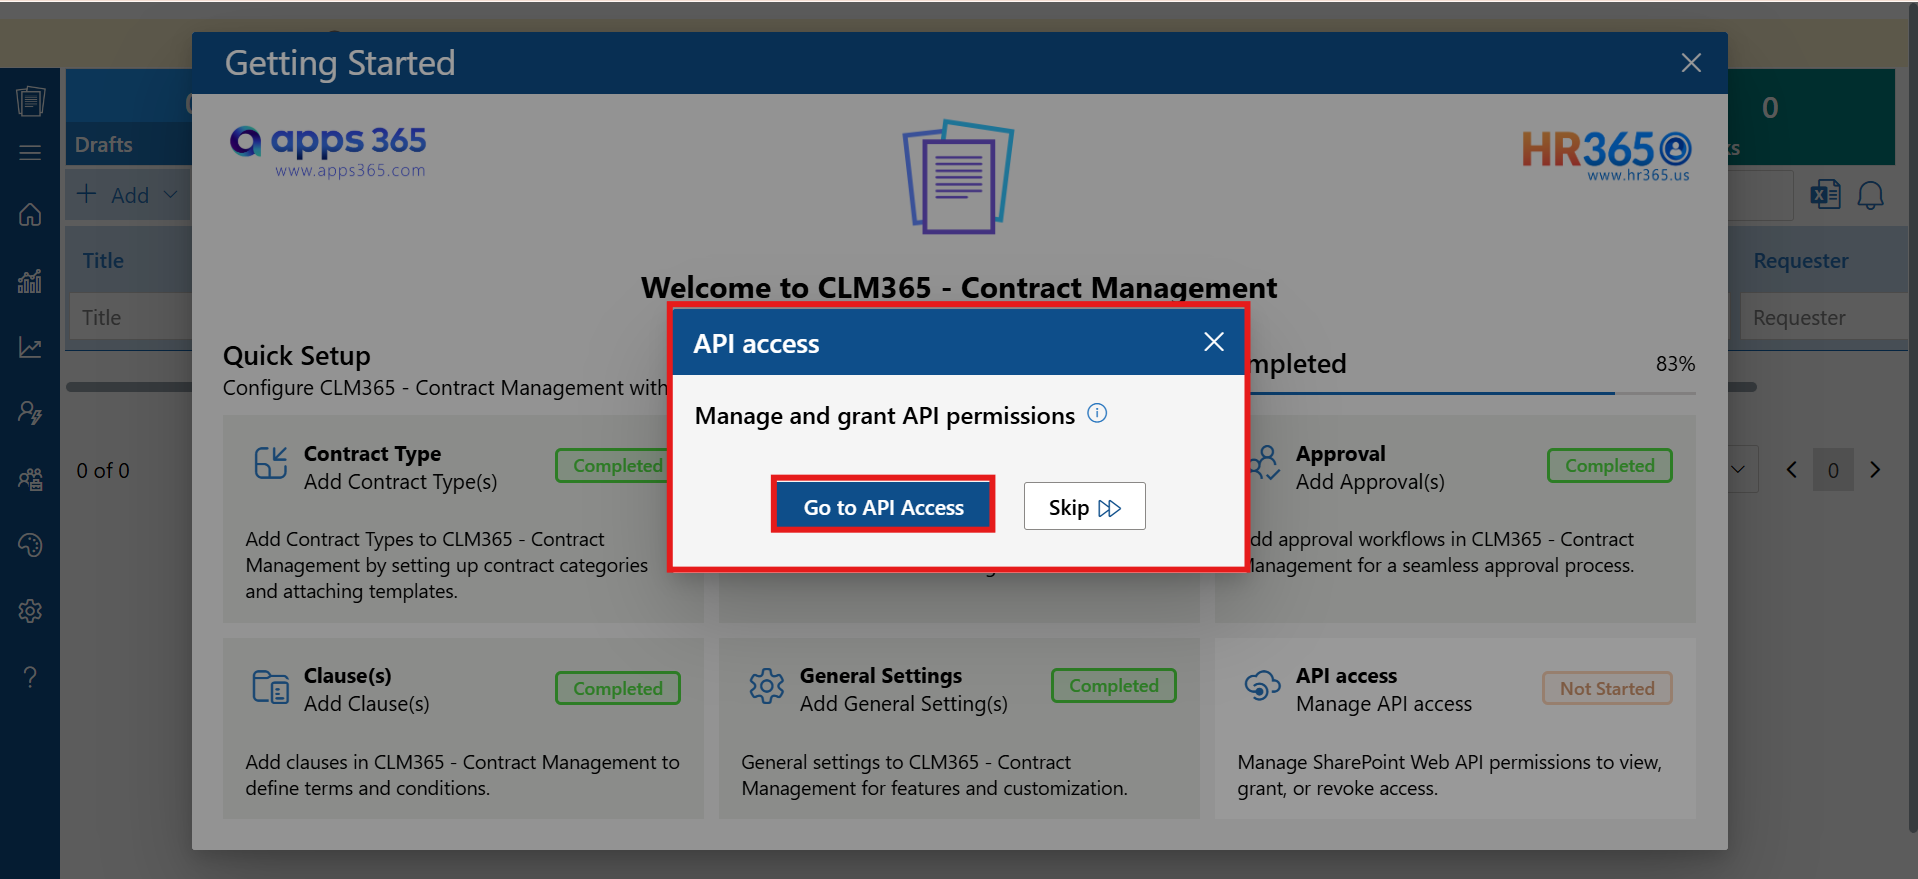 Getting Started
apps 365
www.apps365.com
HR365
www.hr365.us
0
Drafts
Add
Title
Title
Requester
Requester
Welcome to CLM365 - Contract Management
Quick Setup
Configure CLM365 - Contract Management with
83%
API access
Manage and grant API permissions
Go to API Access
Skip
0 of 0
0
Contract Type
Add Contract Type(s)
Completed
Add Contract Types to CLM365 - Contract
Management by setting up contract categories
and attaching templates.
Approval
Add Approval(s)
Completed
approval workflows in CLM365 - Contract
Management for a seamless approval process.
Clause(s)
Add Clause(s)
Completed
Add clauses in CLM365 - Contract Management to
define terms and conditions.
General Settings
Add General Setting(s)
Completed
General settings to CLM365 - Contract
Management for features and customization.
API access
Manage API access
Not Started
Manage SharePoint Web API permissions to view,
grant, or revoke access.